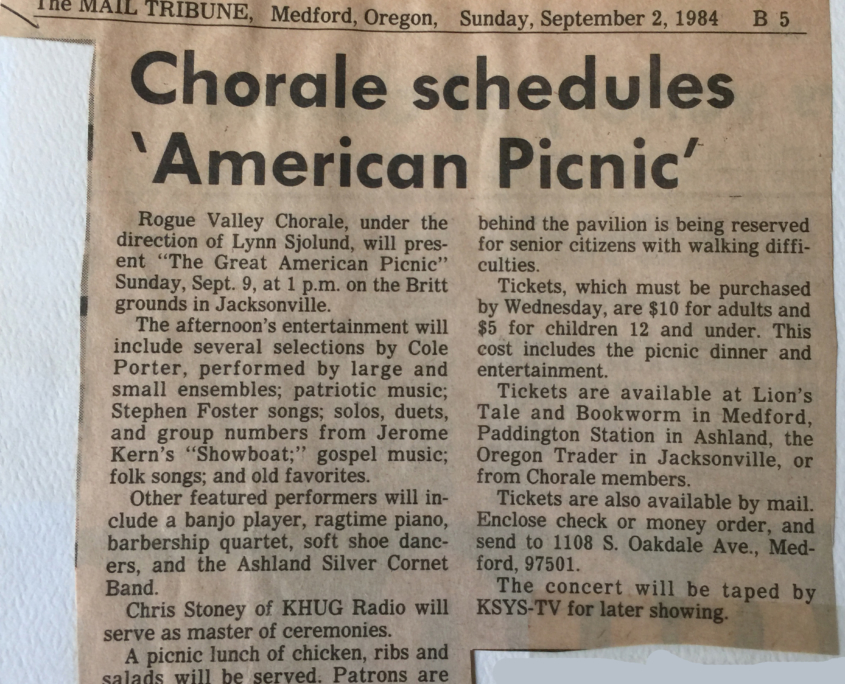 The MAIL TRIBUNE, Medford, Oregon, Sunday, September 2, 1984 B 5
Chorale schedules
'American Picnic'
Rogue Valley Chorale, under the
direction of Lynn Sjolund, will pres-
ent "The Great American Picnic"
Sunday, Sept. 9, at 1 p.m. on the Britt
grounds in Jacksonville.
The afternoon's entertainment will
include several selections by Cole
Porter, performed by large and
small ensembles; patriotic music;
Stephen Foster songs; solos, duets,
and group numbers from Jerome
Kern's "Showboat;" gospel music;
folk songs; and old favorites.
Other featured performers will in-
clude a banjo player, ragtime piano,
barbership quartet, soft shoe danc-
ers, and the Ashland Silver Cornet
Band.
Chris Stoney of KHUG Radio will
serve as master of ceremonies.
A picnic lunch of chicken, ribs and
salads will be served. Patrons are
behind the pavilion is being reserved
for senior citizens with walking diffi-
culties.
Tickets, which must be purchased
by Wednesday, are $10 for adults and
$5 for children 12 and under. This
cost includes the picnic dinner and
entertainment.
Tickets are available at Lion's
Tale and Bookworm in Medford,
Paddington Station in Ashland, the
Oregon Trader in Jacksonville, or
from Chorale members.
Tickets are also available by mail.
Enclose check or money order, and
send to 1108 S. Oakdale Ave., Med-
ford, 97501.
The concert will be taped by
KSYS-TV for later showing.